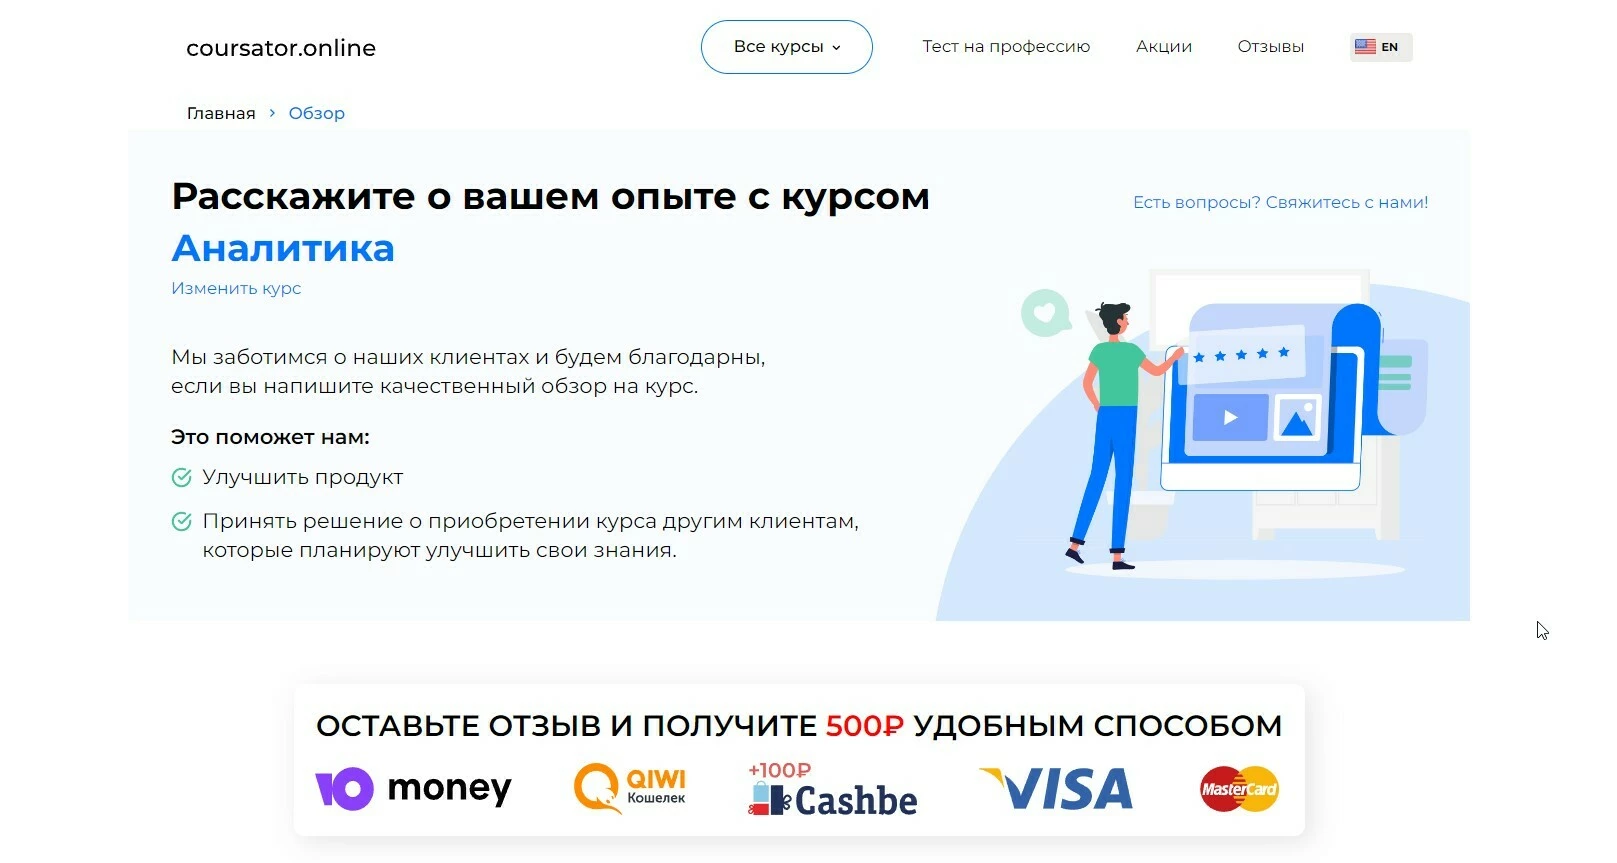 coursator.online
Все курсы
Тест на профессию
Акции
Отзывы
EN
Главная > Обзор
Расскажите о вашем опыте с курсом
Аналитика
Изменить курс
Есть вопросы? Свяжитесь с нами!
Мы заботимся о наших клиентах и будем благодарны,
если вы напишите качественный обзор на курс.
Это поможет нам:
Улучшить продукт
Принять решение о приобретении курса другим клиентам,
которые планируют улучшить свои знания.
ОСТАВЬТЕ ОТЗЫВ И ПОЛУЧИТЕ 500₽ УДОБНЫМ СПОСОБОМ
Ю money
QIWI
Кошелек
+100₽
Cashbe
VISA
MasterCard